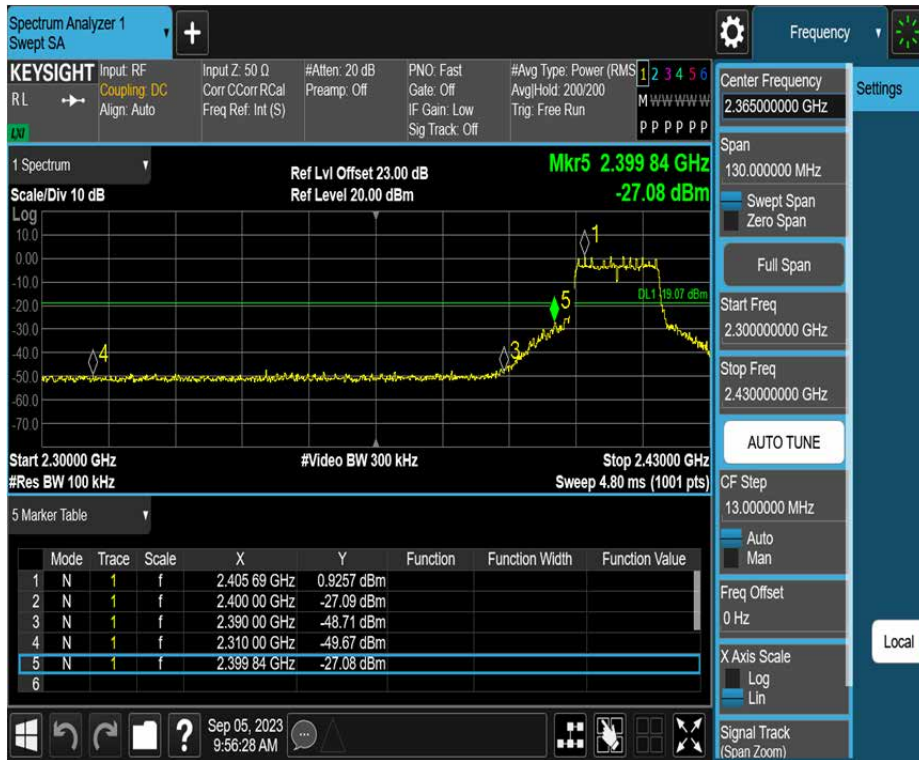 Spectrum Analyzer 1
Swept SA
+
Frequency
KEYSIGHT
Input: RF
Input Z: 50 Ω
#Atten: 20 dB
PNO: Fast
#Avg Type: Power (RMS
1 2 3 4 5 6
RL
Coupling: DC
Corr CCorr RCal
Preamp: Off
Gate: Off
Avg|Hold: 200/200
M W W W W W
Align: Auto
Freq Ref: Int (S)
IF Gain: Low
Trig: Free Run
LXI
Sig Track: Off
P P P P P P
1 Spectrum
Ref Lvl Offset 23.00 dB
Mkr5 2.399 84 GHz
Scale/Div 10 dB
Ref Level 20.00 dBm
-27.08 dBm
Log
10.0
0.00
-10.0
-20.0
-30.0
-40.0
-50.0
-60.0
-70.0
1
DL1 -19.07 dBm
5
3
4
Start 2.30000 GHz
#Video BW 300 kHz
Stop 2.43000 GHz
#Res BW 100 kHz
Sweep 4.80 ms (1001 pts)
5 Marker Table
Mode Trace Scale X Y Function Function Width Function Value
1 N 1 f 2.405 69 GHz 0.9257 dBm
2 N 1 f 2.400 00 GHz -27.09 dBm
3 N 1 f 2.390 00 GHz -48.71 dBm
4 N 1 f 2.310 00 GHz -49.67 dBm
5 N 1 f 2.399 84 GHz -27.08 dBm
6
?
Sep 05, 2023
9:56:28 AM
Center Frequency
2.365000000 GHz
Settings
Span
130.000000 MHz
Swept Span
Zero Span
Full Span
Start Freq
2.300000000 GHz
Stop Freq
2.430000000 GHz
AUTO TUNE
CF Step
13.000000 MHz
Auto
Man
Freq Offset
0 Hz
Local
X Axis Scale
Log
Lin
Signal Track
(Span Zoom)